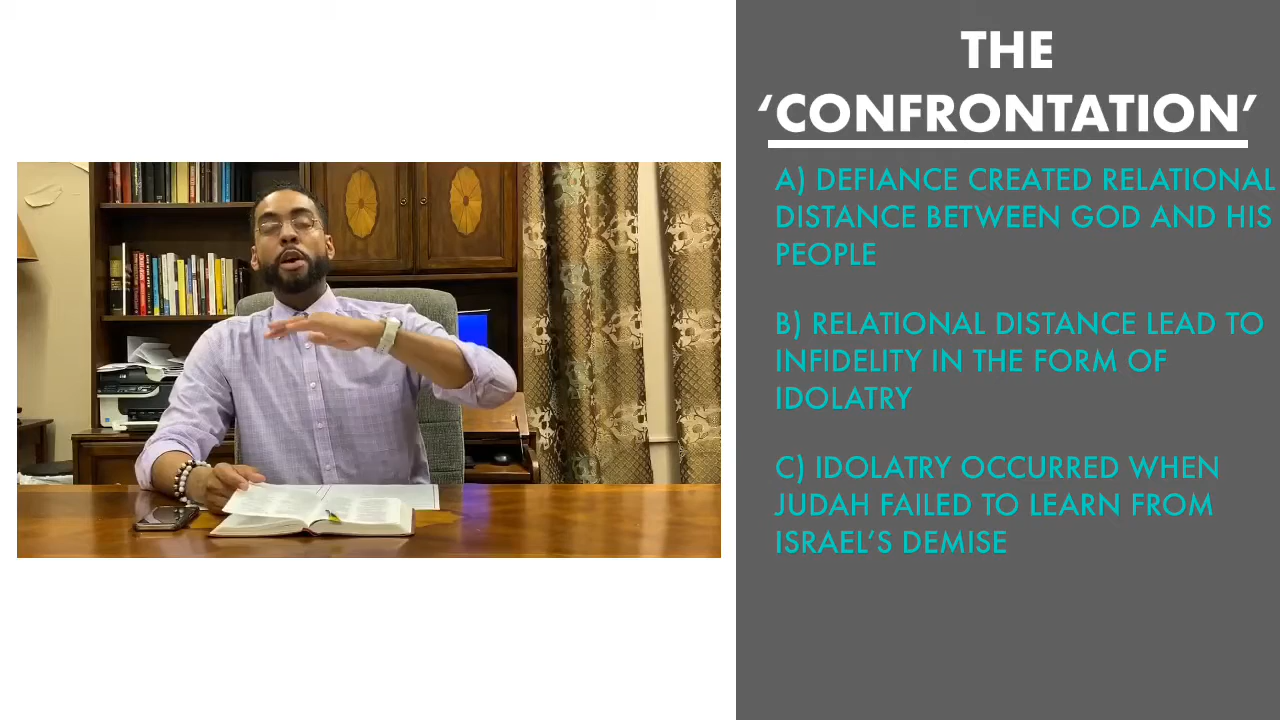 THE
‘CONFRONTATION’
A) DEFIANCE CREATED RELATIONAL
DISTANCE BETWEEN GOD AND HIS
PEOPLE
B) RELATIONAL DISTANCE LEAD TO
INFIDELITY IN THE FORM OF
IDOLATRY
C) IDOLATRY OCCURRED WHEN
JUDAH FAILED TO LEARN FROM
ISRAEL’S DEMISE